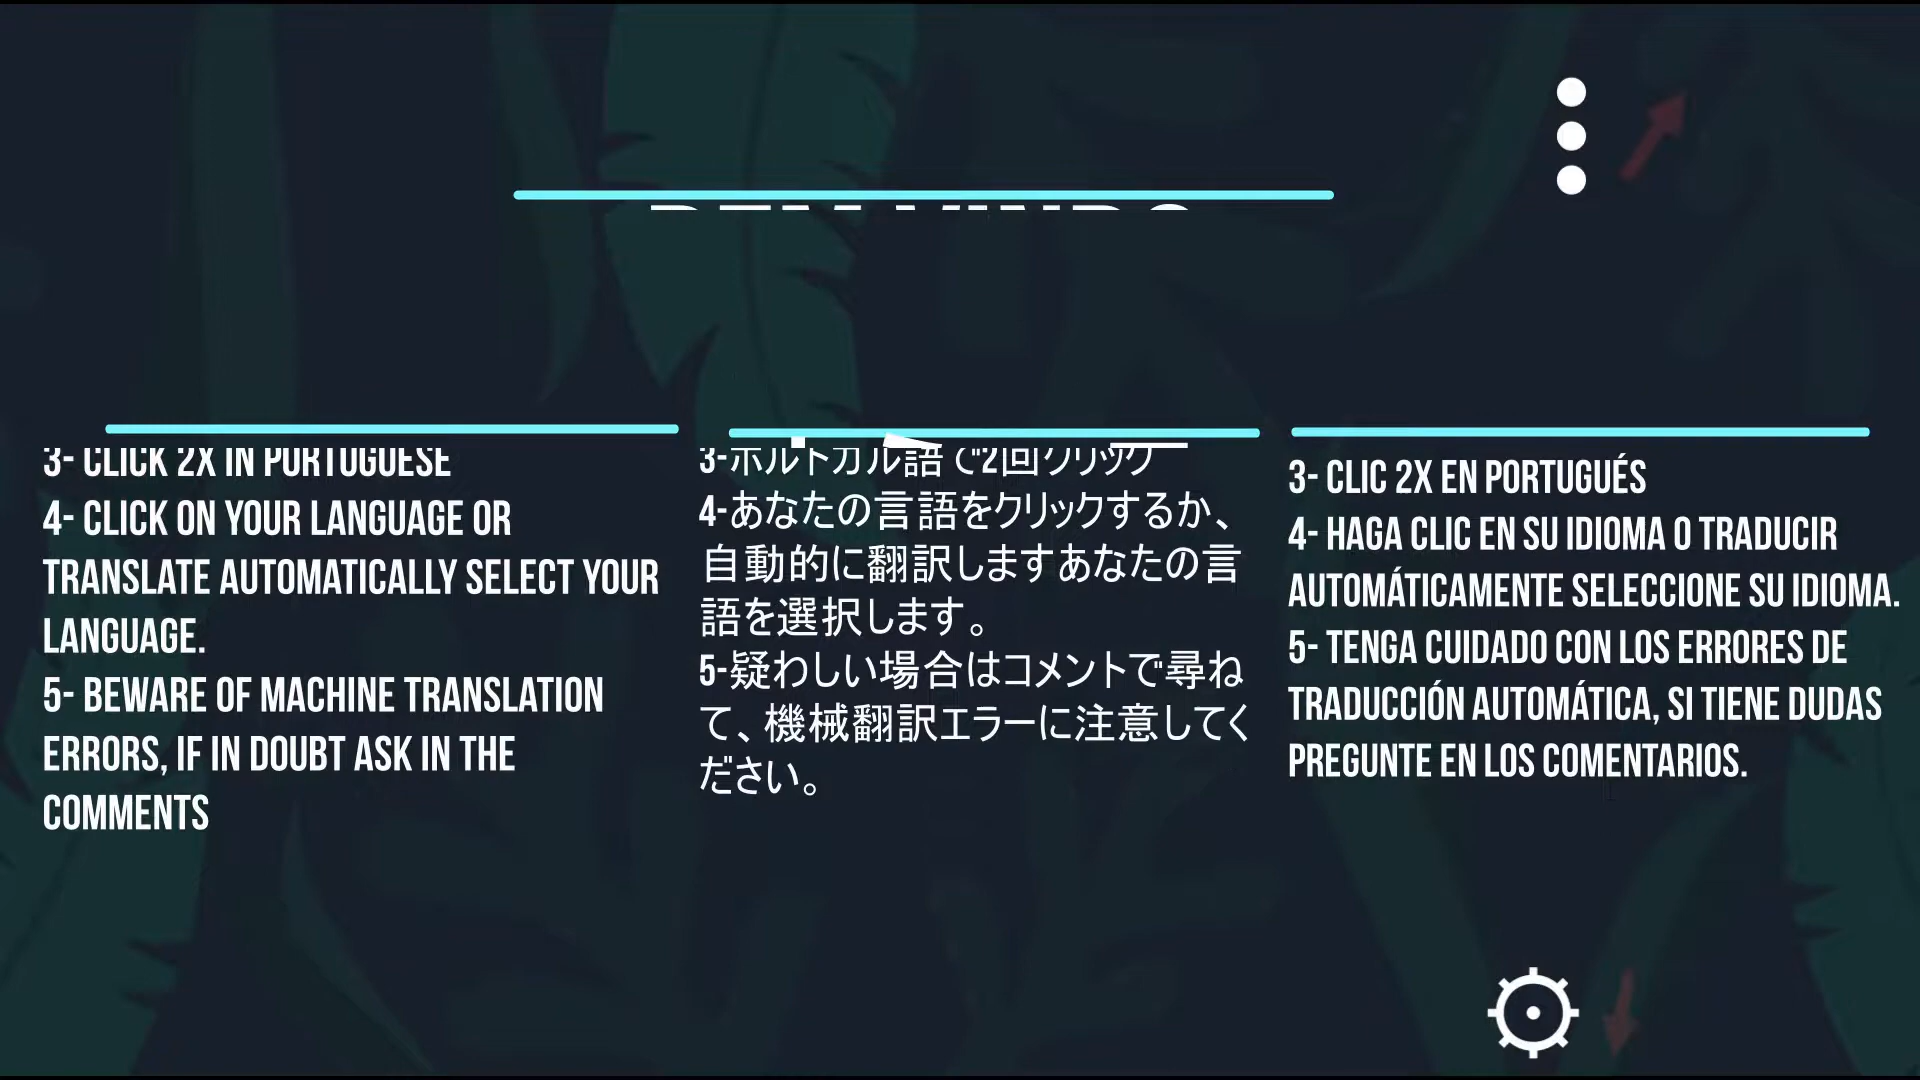 3- CLICK 2X IN PORTUGUESE
4- CLICK ON YOUR LANGUAGE OR
TRANSLATE AUTOMATICALLY SELECT YOUR
LANGUAGE.
5- BEWARE OF MACHINE TRANSLATION
ERRORS, IF IN DOUBT ASK IN THE
COMMENTS
3-ポルトガル語で2回クリック
4-あなたの言語をクリックするか、
自動的に翻訳しますあなたの言
語を選択します。
5-疑わしい場合はコメントで尋ね
て、機械翻訳エラーに注意してく
ださい。
3- CLIC 2X EN PORTUGUÉS
4- HAGA CLIC EN SU IDIOMA O TRADUCIR
AUTOMÁTICAMENTE SELECCIONE SU IDIOMA.
5- TENGA CUIDADO CON LOS ERRORES DE
TRADUCCIÓN AUTOMÁTICA, SI TIENE DUDAS
PREGUNTE EN LOS COMENTARIOS.